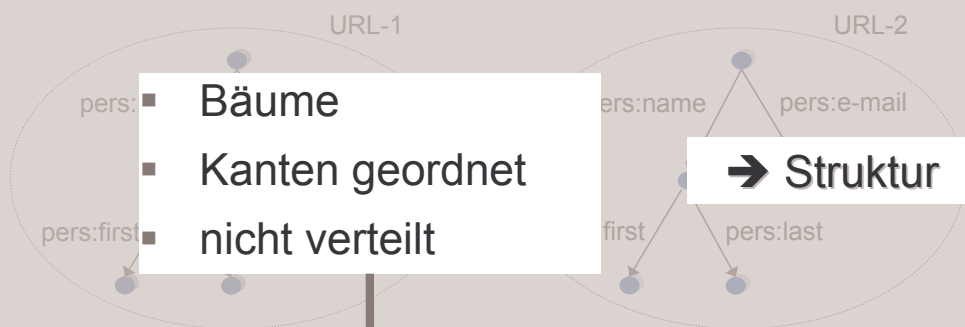 URL-1
URL-2
pers:
▪ Bäume
ers:name
pers:e-mail
▪ Kanten geordnet
➔ Struktur
pers:first
▪ nicht verteilt
first
pers:last